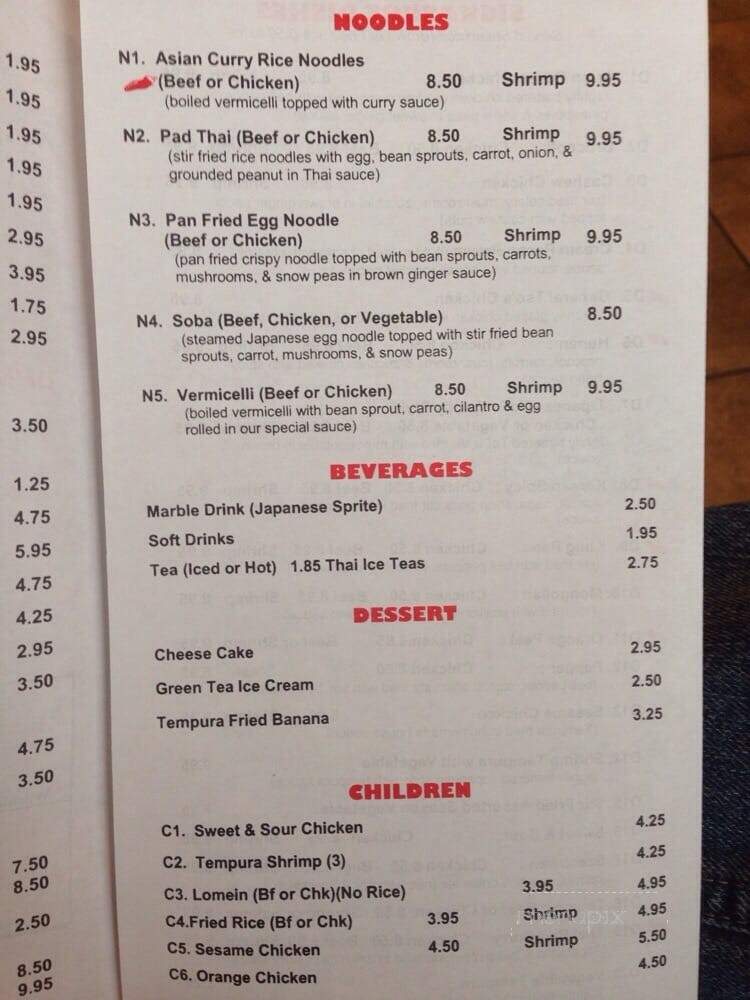 1.95
1.95
1.95
1.95
1.95
2.95
3.95
1.75
2.95
3.50
1.25
4.75
5.95
4.75
4.25
2.95
3.50
4.75
3.50
7.50
8.50
2.50
8.50
9.95
NOODLES
N1. Asian Curry Rice Noodles
(Beef or Chicken) 8.50 Shrimp 9.95
(boiled vermicelli topped with curry sauce)
N2. Pad Thai (Beef or Chicken) 8.50 Shrimp 9.95
(stir fried rice noodles with egg, bean sprouts, carrot, onion, &
grounded peanut in Thai sauce)
N3. Pan Fried Egg Noodle
(Beef or Chicken) 8.50 Shrimp 9.95
(pan fried crispy noodle topped with bean sprouts, carrots,
mushrooms, & snow peas in brown ginger sauce)
N4. Soba (Beef, Chicken, or Vegetable) 8.50
(steamed Japanese egg noodle topped with stir fried bean
sprouts, carrot, mushrooms, & snow peas)
N5. Vermicelli (Beef or Chicken) 8.50 Shrimp 9.95
(boiled vermicelli with bean sprout, carrot, cilantro & egg
rolled in our special sauce)
BEVERAGES
Marble Drink (Japanese Sprite) 2.50
Soft Drinks 1.95
Tea (Iced or Hot) 1.85 Thai Ice Teas 2.75
DESSERT
Cheese Cake 2.95
Green Tea Ice Cream 2.50
Tempura Fried Banana 3.25
CHILDREN
C1. Sweet & Sour Chicken 4.25
C2. Tempura Shrimp (3) 4.25
C3. Lomein (Bf or Chk)(No Rice) 3.95 4.95
C4.Fried Rice (Bf or Chk) 3.95 Shrimp 4.95
C5. Sesame Chicken 4.50 Shrimp 5.50
C6. Orange Chicken 4.50